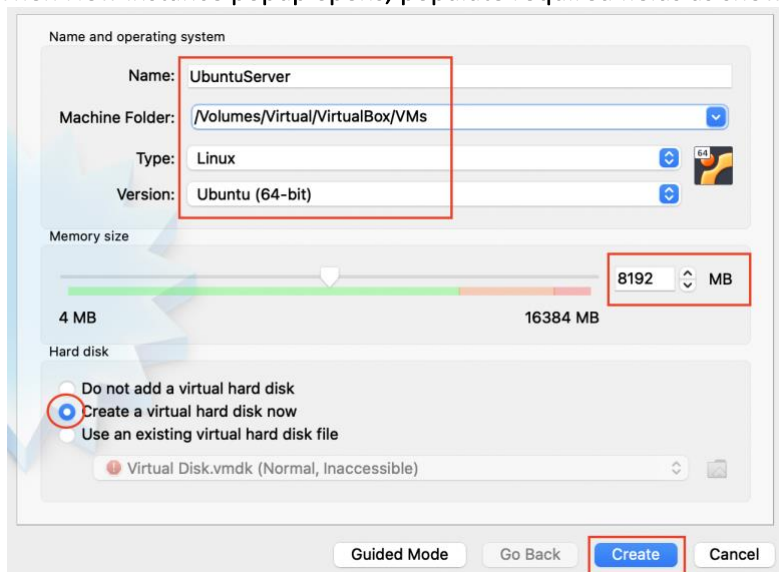 Name and operating system
Name: UbuntuServer
Machine Folder: /Volumes/Virtual/VirtualBox/VMs
Type: Linux
64
Version: Ubuntu (64-bit)
Memory size
8192 MB
4 MB 16384 MB
Hard disk
Do not add a virtual hard disk
Create a virtual hard disk now
Use an existing virtual hard disk file
Virtual Disk.vmdk (Normal, Inaccessible)
Guided Mode Go Back Create Cancel